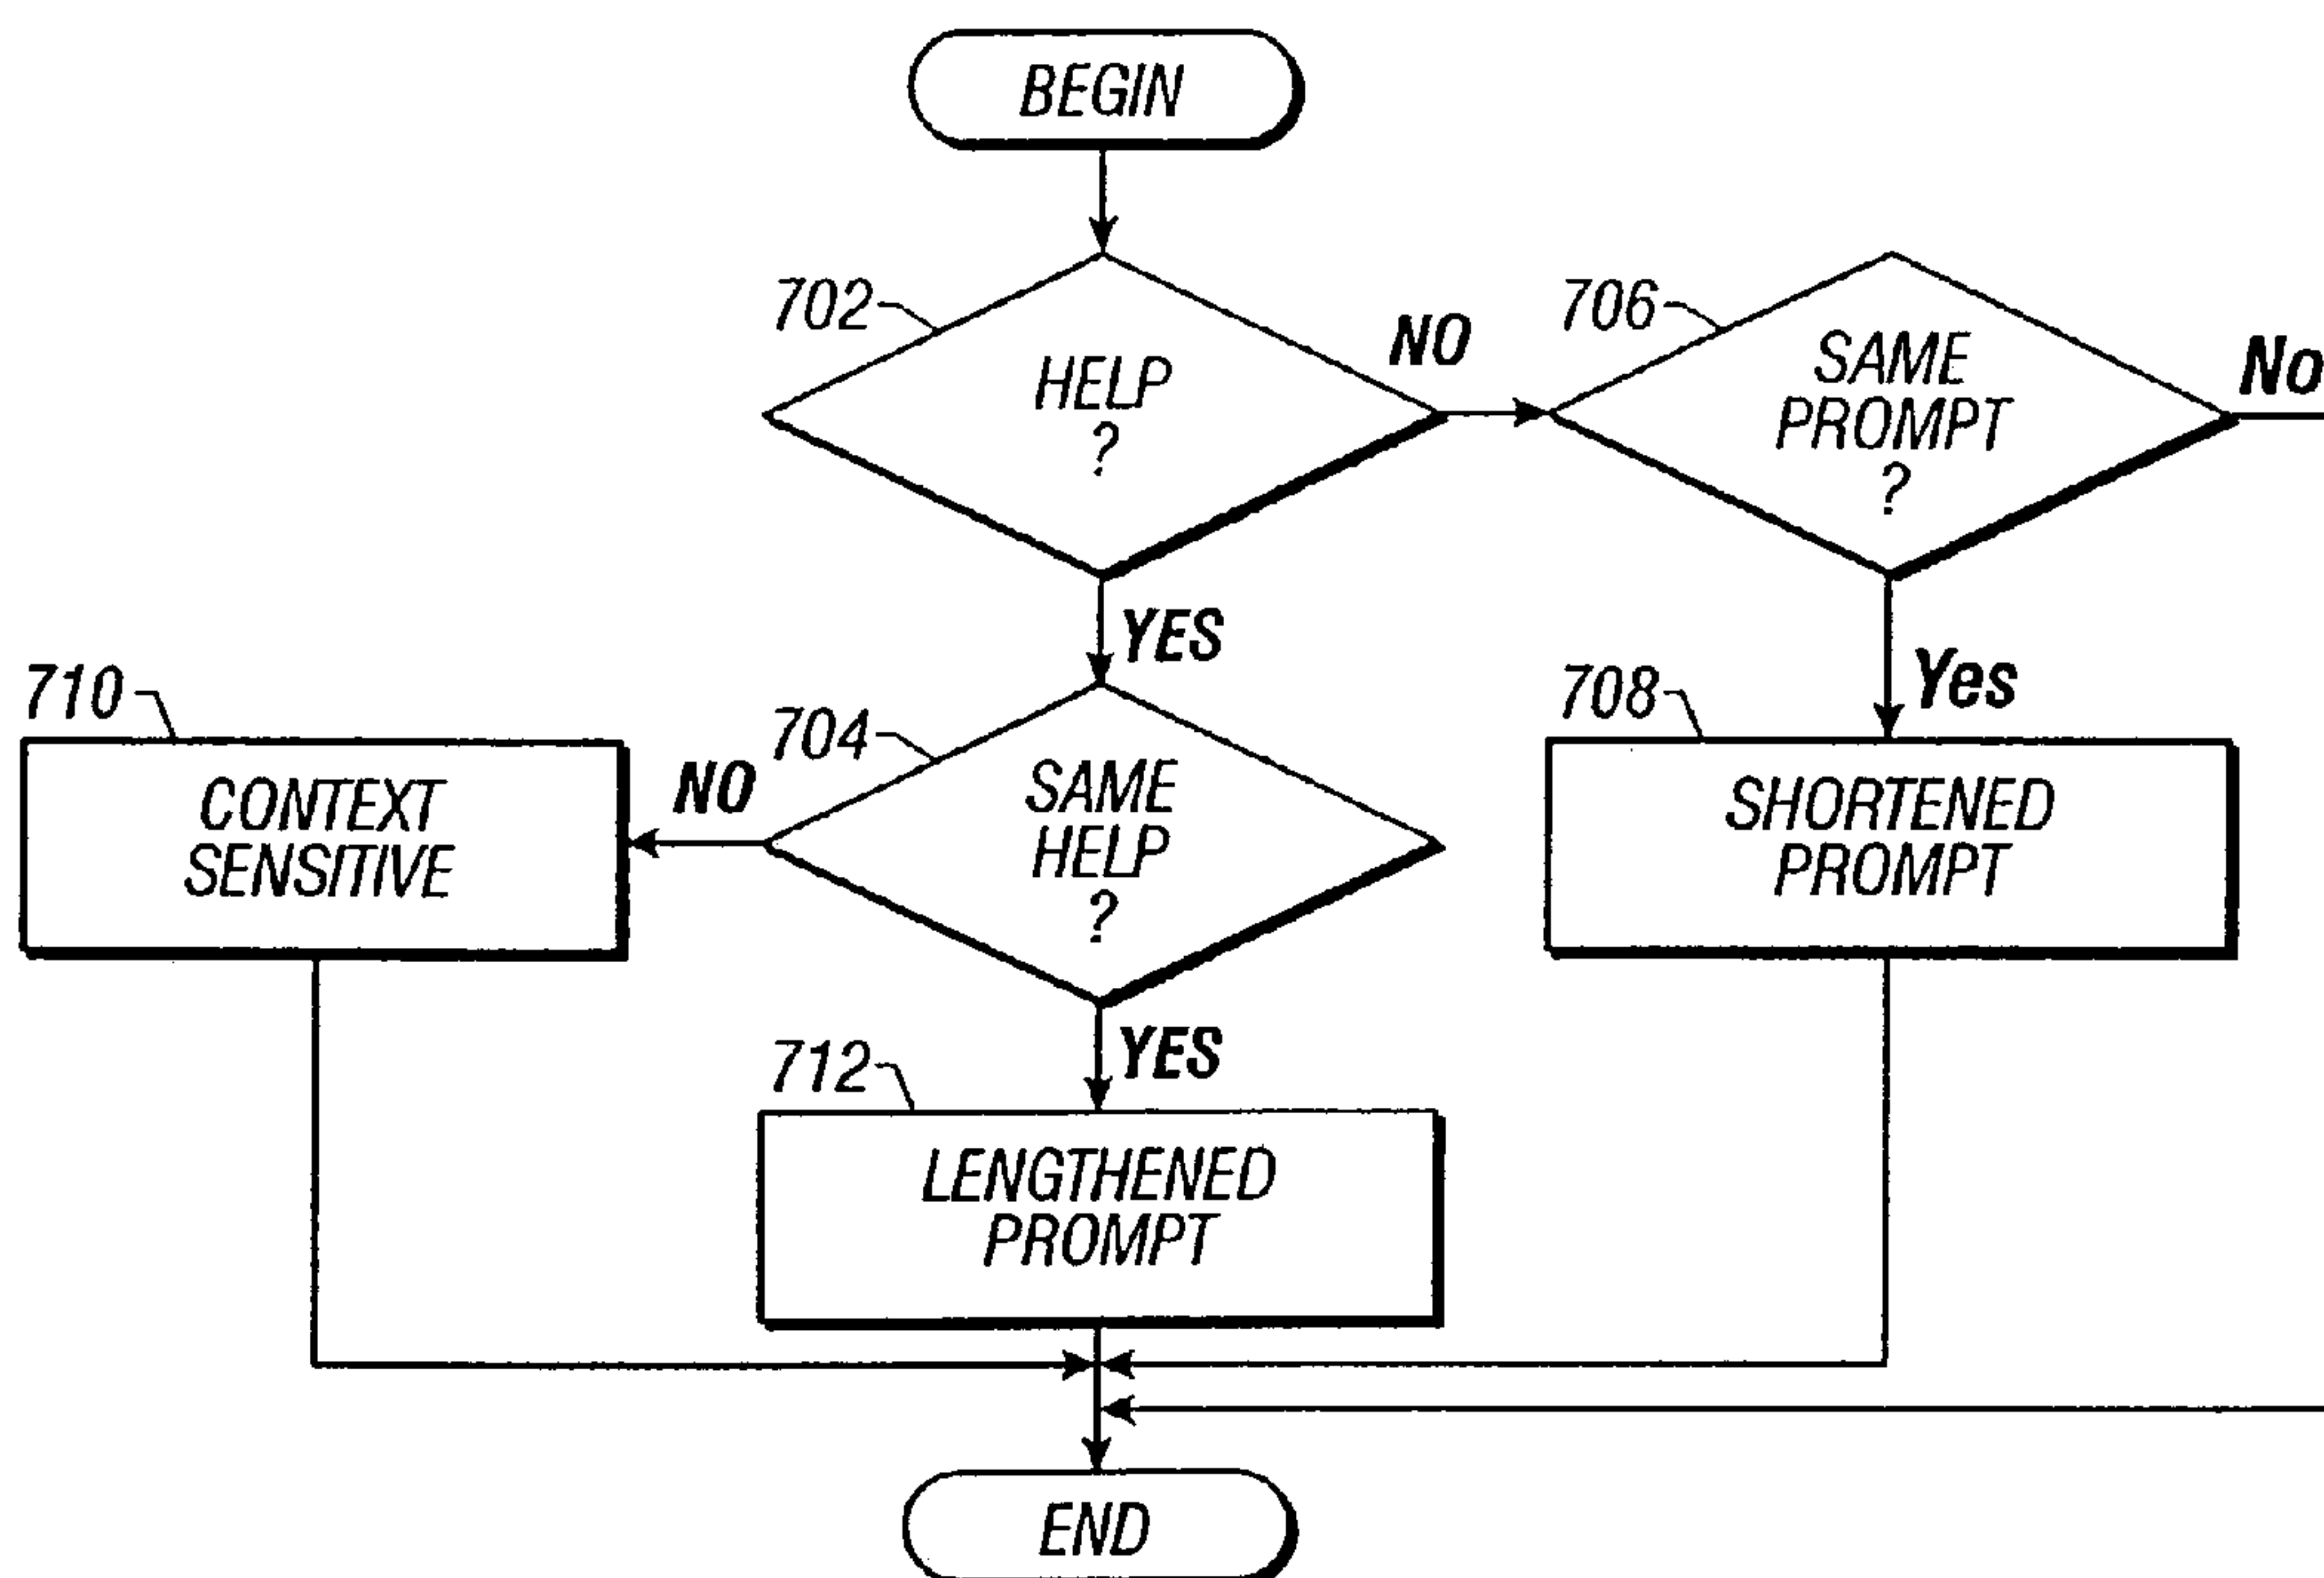 BEGIN
702
HELP
?
NO
706
SAME
PROMPT
?
No
YES
Yes
710
CONTEXT
SENSITIVE
NO
704
SAME
HELP
?
708
SHORTENED
PROMPT
YES
712
LENGTHENED
PROMPT
END